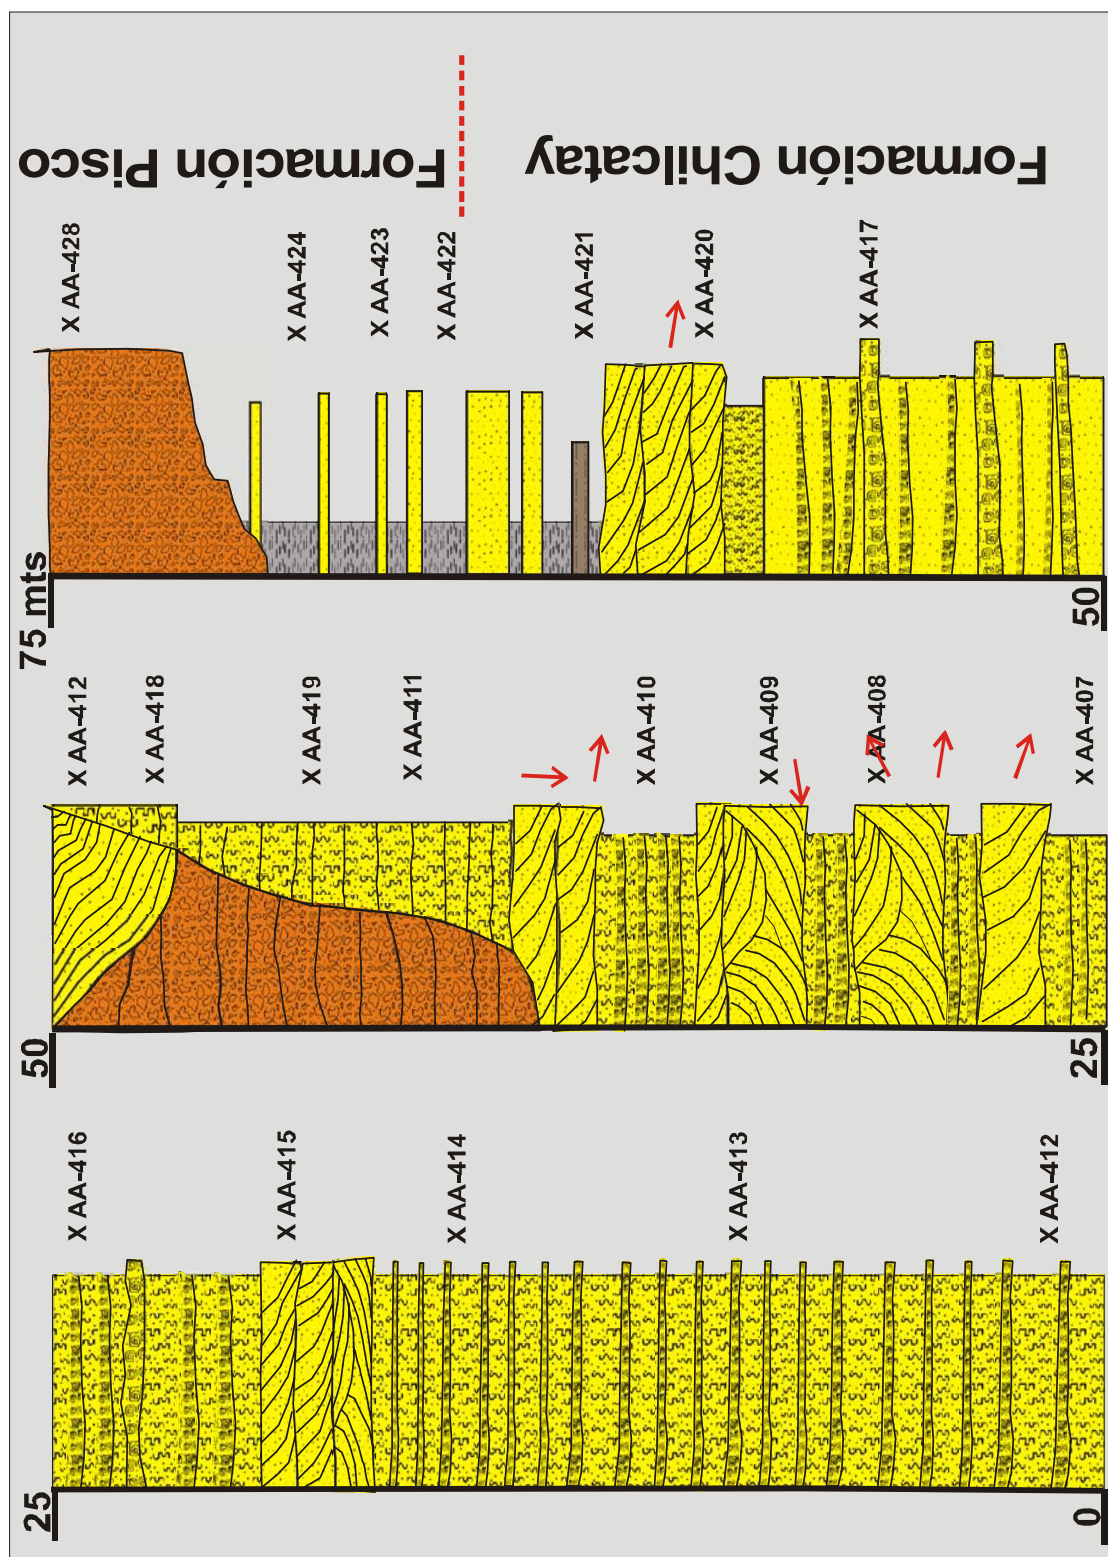 Formación Pisco
Formación Chilcatay
X AA-428
X AA-424
X AA-423
X AA-422
X AA-421
X AA-420
X AA-417
75 mts
50
X AA-412
X AA-418
X AA-419
X AA-411
X AA-410
X AA-409
X AA-408
X AA-407
50
25
X AA-416
X AA-415
X AA-414
X AA-413
X AA-412
25
0